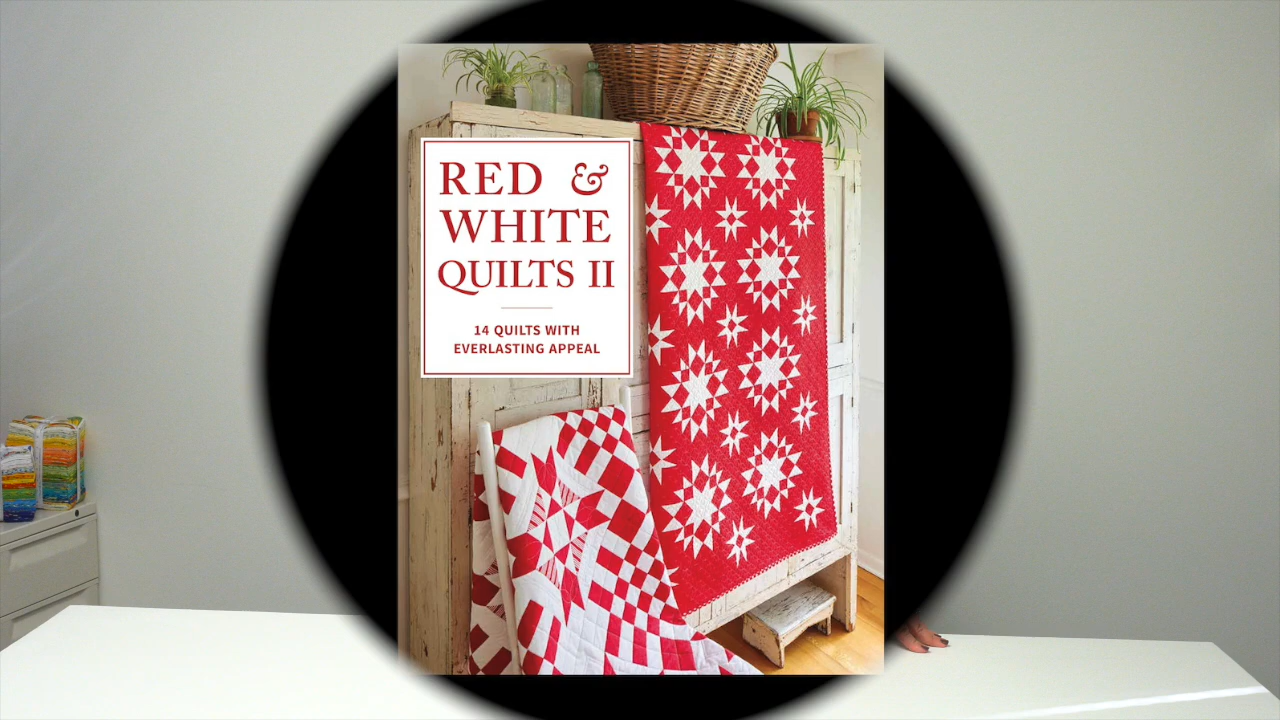 RED &
WHITE
QUILTS II
14 QUILTS WITH
EVERLASTING APPEAL